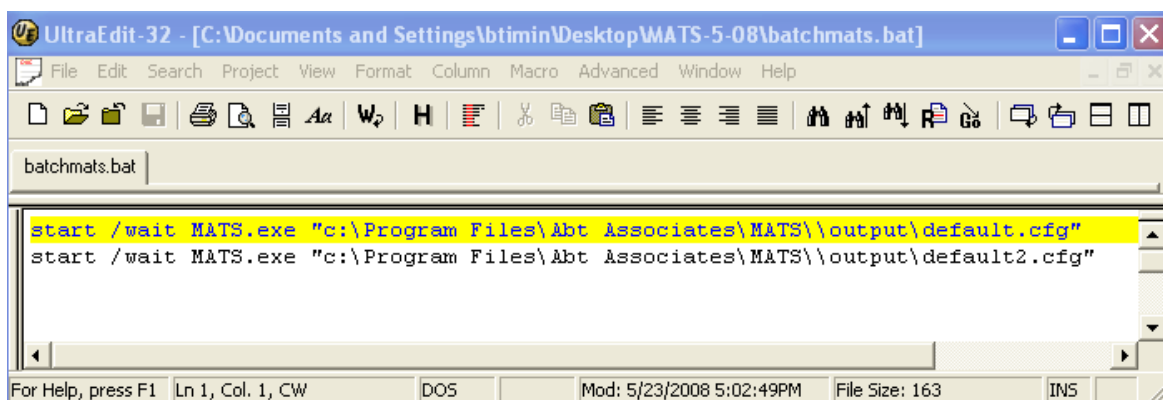 UltraEdit-32 - [C:\Documents and Settings\btimin\Desktop\MATS-5-08\batchmats.bat]
File Edit Search Project View Format Column Macro Advanced Window Help
batchmats.bat
start /wait MATS.exe "c:\Program Files\Abt Associates\MATS\\output\default.cfg"
start /wait MATS.exe "c:\Program Files\Abt Associates\MATS\\output\default2.cfg"
For Help, press F1 Ln 1, Col. 1, CW DOS Mod: 5/23/2008 5:02:49PM File Size: 163 INS